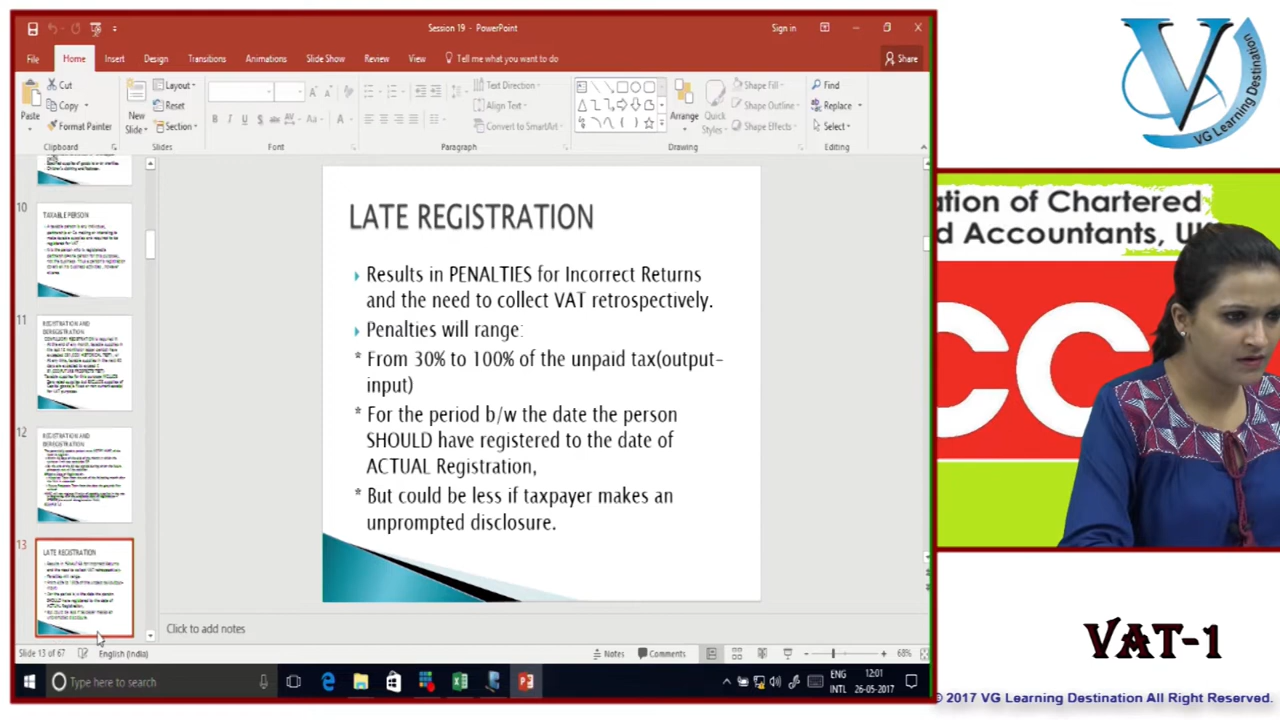 Session 19 - PowerPoint
Sign in
File
Home
Insert
Design
Transitions
Animations
Slide Show
Review
View
Tell me what you want to do
Share
Paste
Cut
Copy
Format Painter
Clipboard
New
Slide
Layout
Reset
Section
Slides
Font
Text Direction
Align Text
Convert to SmartArt
Paragraph
Arrange
Quick
Styles
Shape Fill
Shape Outline
Shape Effects
Drawing
Find
Replace
Select
Editing
10
TAXABLE PERSON
11
REGISTRATION AND
DEREGISTRATION
12
REGISTRATION AND
DEREGISTRATION
13
LATE REGISTRATION
LATE REGISTRATION
Results in PENALTIES for Incorrect Returns
and the need to collect VAT retrospectively.
Penalties will range:
* From 30% to 100% of the unpaid tax(output-
input)
* For the period b/w the date the person
SHOULD have registered to the date of
ACTUAL Registration,
* But could be less if taxpayer makes an
unprompted disclosure.
Click to add notes
Slide 13 of 67
English (India)
Notes
Comments
68%
Type here to search
ENG
INTL
12:01
26-05-2017
V
VG Learning Destination
ation of Chartered
d Accountants, U
CC
VAT-1
© 2017 VG Learning Destination All Right Reserved.